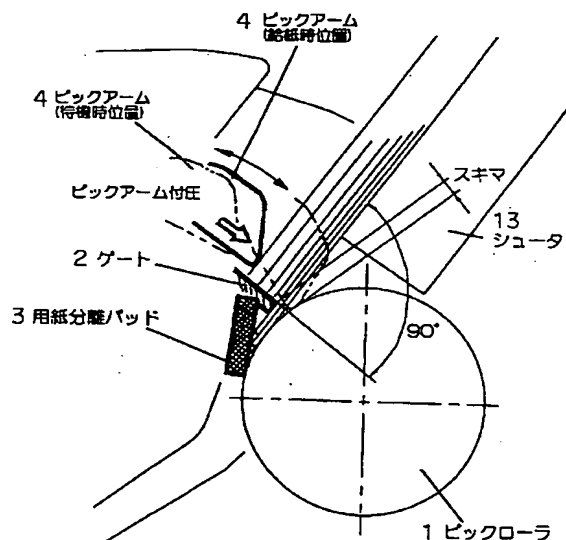 4 ピックアーム
(給紙時位置)
4 ピックアーム
(待機時位置)
ピックアーム付圧
スキマ
13
シュータ
2 ゲート
3 用紙分離パッド
90°
1 ピックローラ